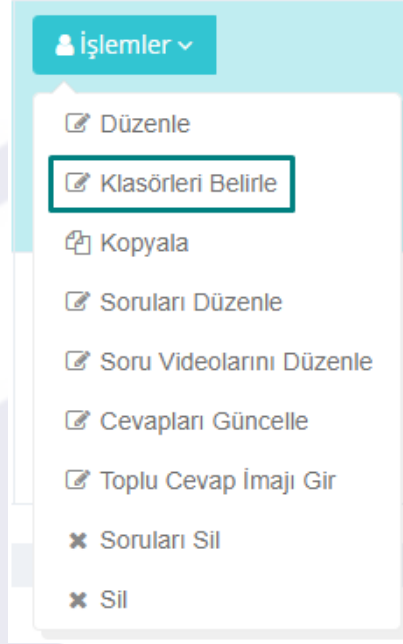 İşlemler
Düzenle
Klasörleri Belirle
Kopyala
Soruları Düzenle
Soru Videolarını Düzenle
Cevapları Güncelle
Toplu Cevap İmajı Gir
Soruları Sil
Sil